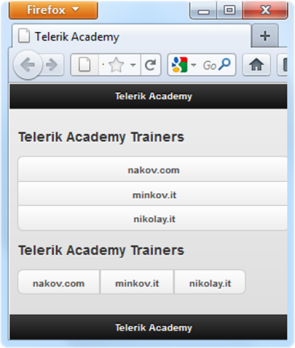 Firefox
Telerik Academy
Go
Telerik Academy
Telerik Academy Trainers
nakov.com
minkov.it
nikolay.it
Telerik Academy Trainers
nakov.com minkov.it nikolay.it
Telerik Academy